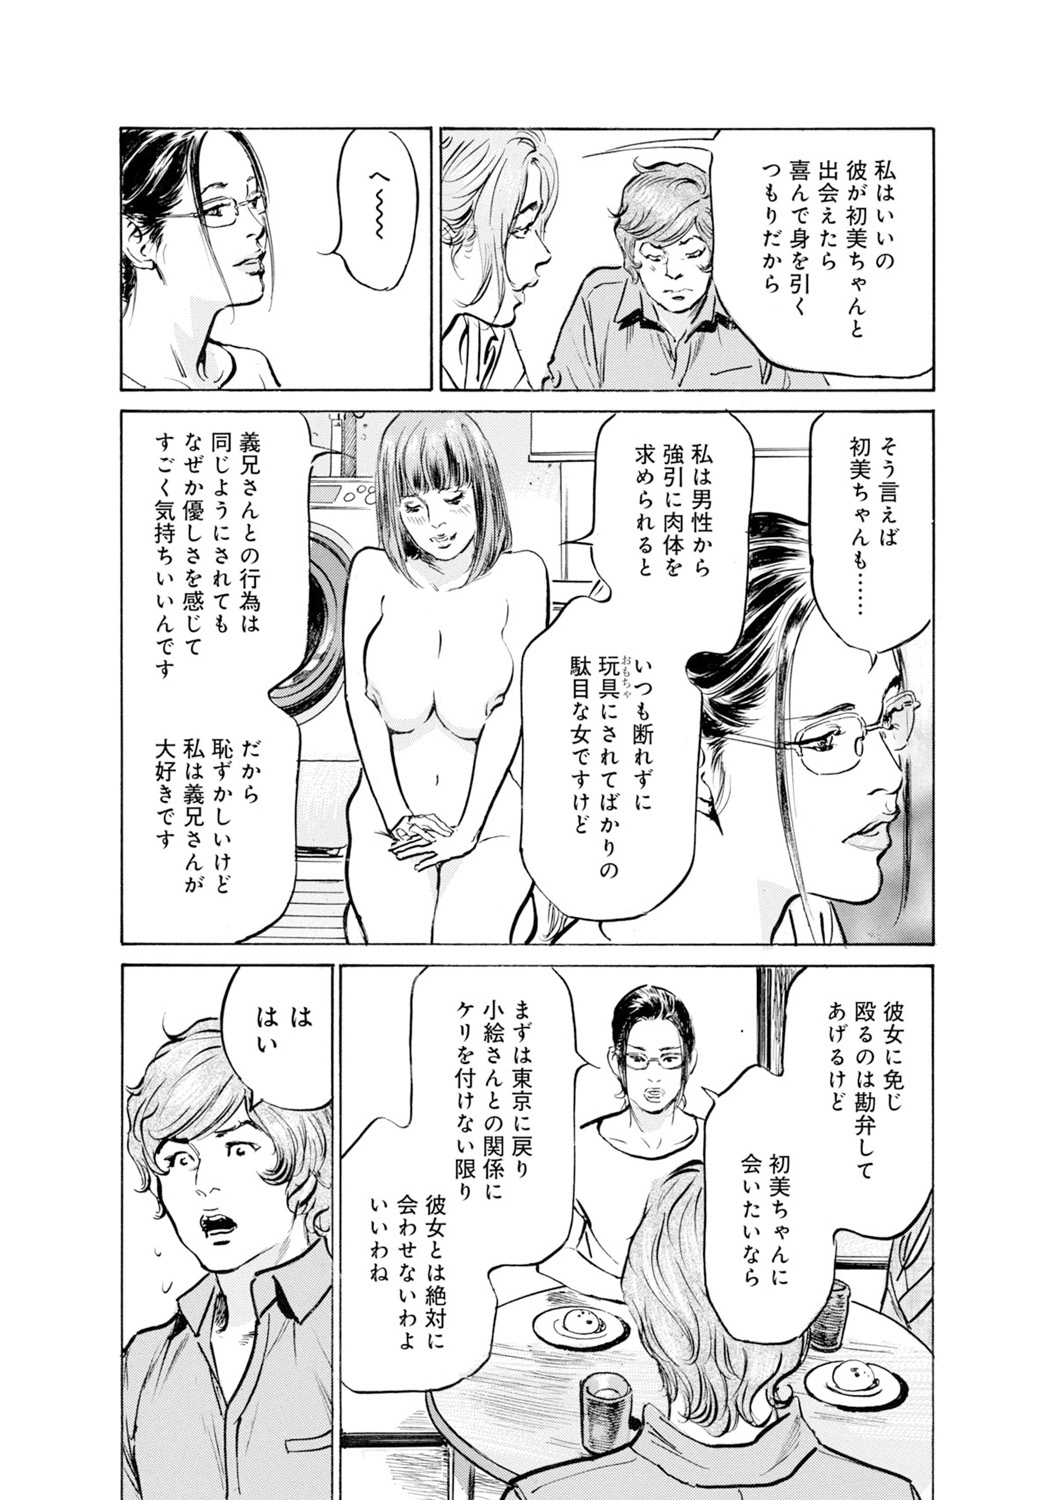 私はいいの
彼が初美ちゃんと
出会えたら
喜んで身を引く
つもりだから
へ〜〜〜〜
そう言えば
初美ちゃんも……
私は男性から
強引に肉体を
求められると
いつも断れずに
玩具にされてばかりの
おもちゃ
駄目な女ですけど
義兄さんとの行為は
同じようにされても
なぜか優しさを感じて
すごく気持ちいいんです
だから
恥ずかしいけど
私は義兄さんが
大好きです
彼女に免じ
殴るのは勘弁して
あげるけど
初美ちゃんに
会いたいなら
まずは東京に戻り
小絵さんとの関係に
ケリを付けない限り
彼女とは絶対に
会わせないわよ
いいわね
は
はい